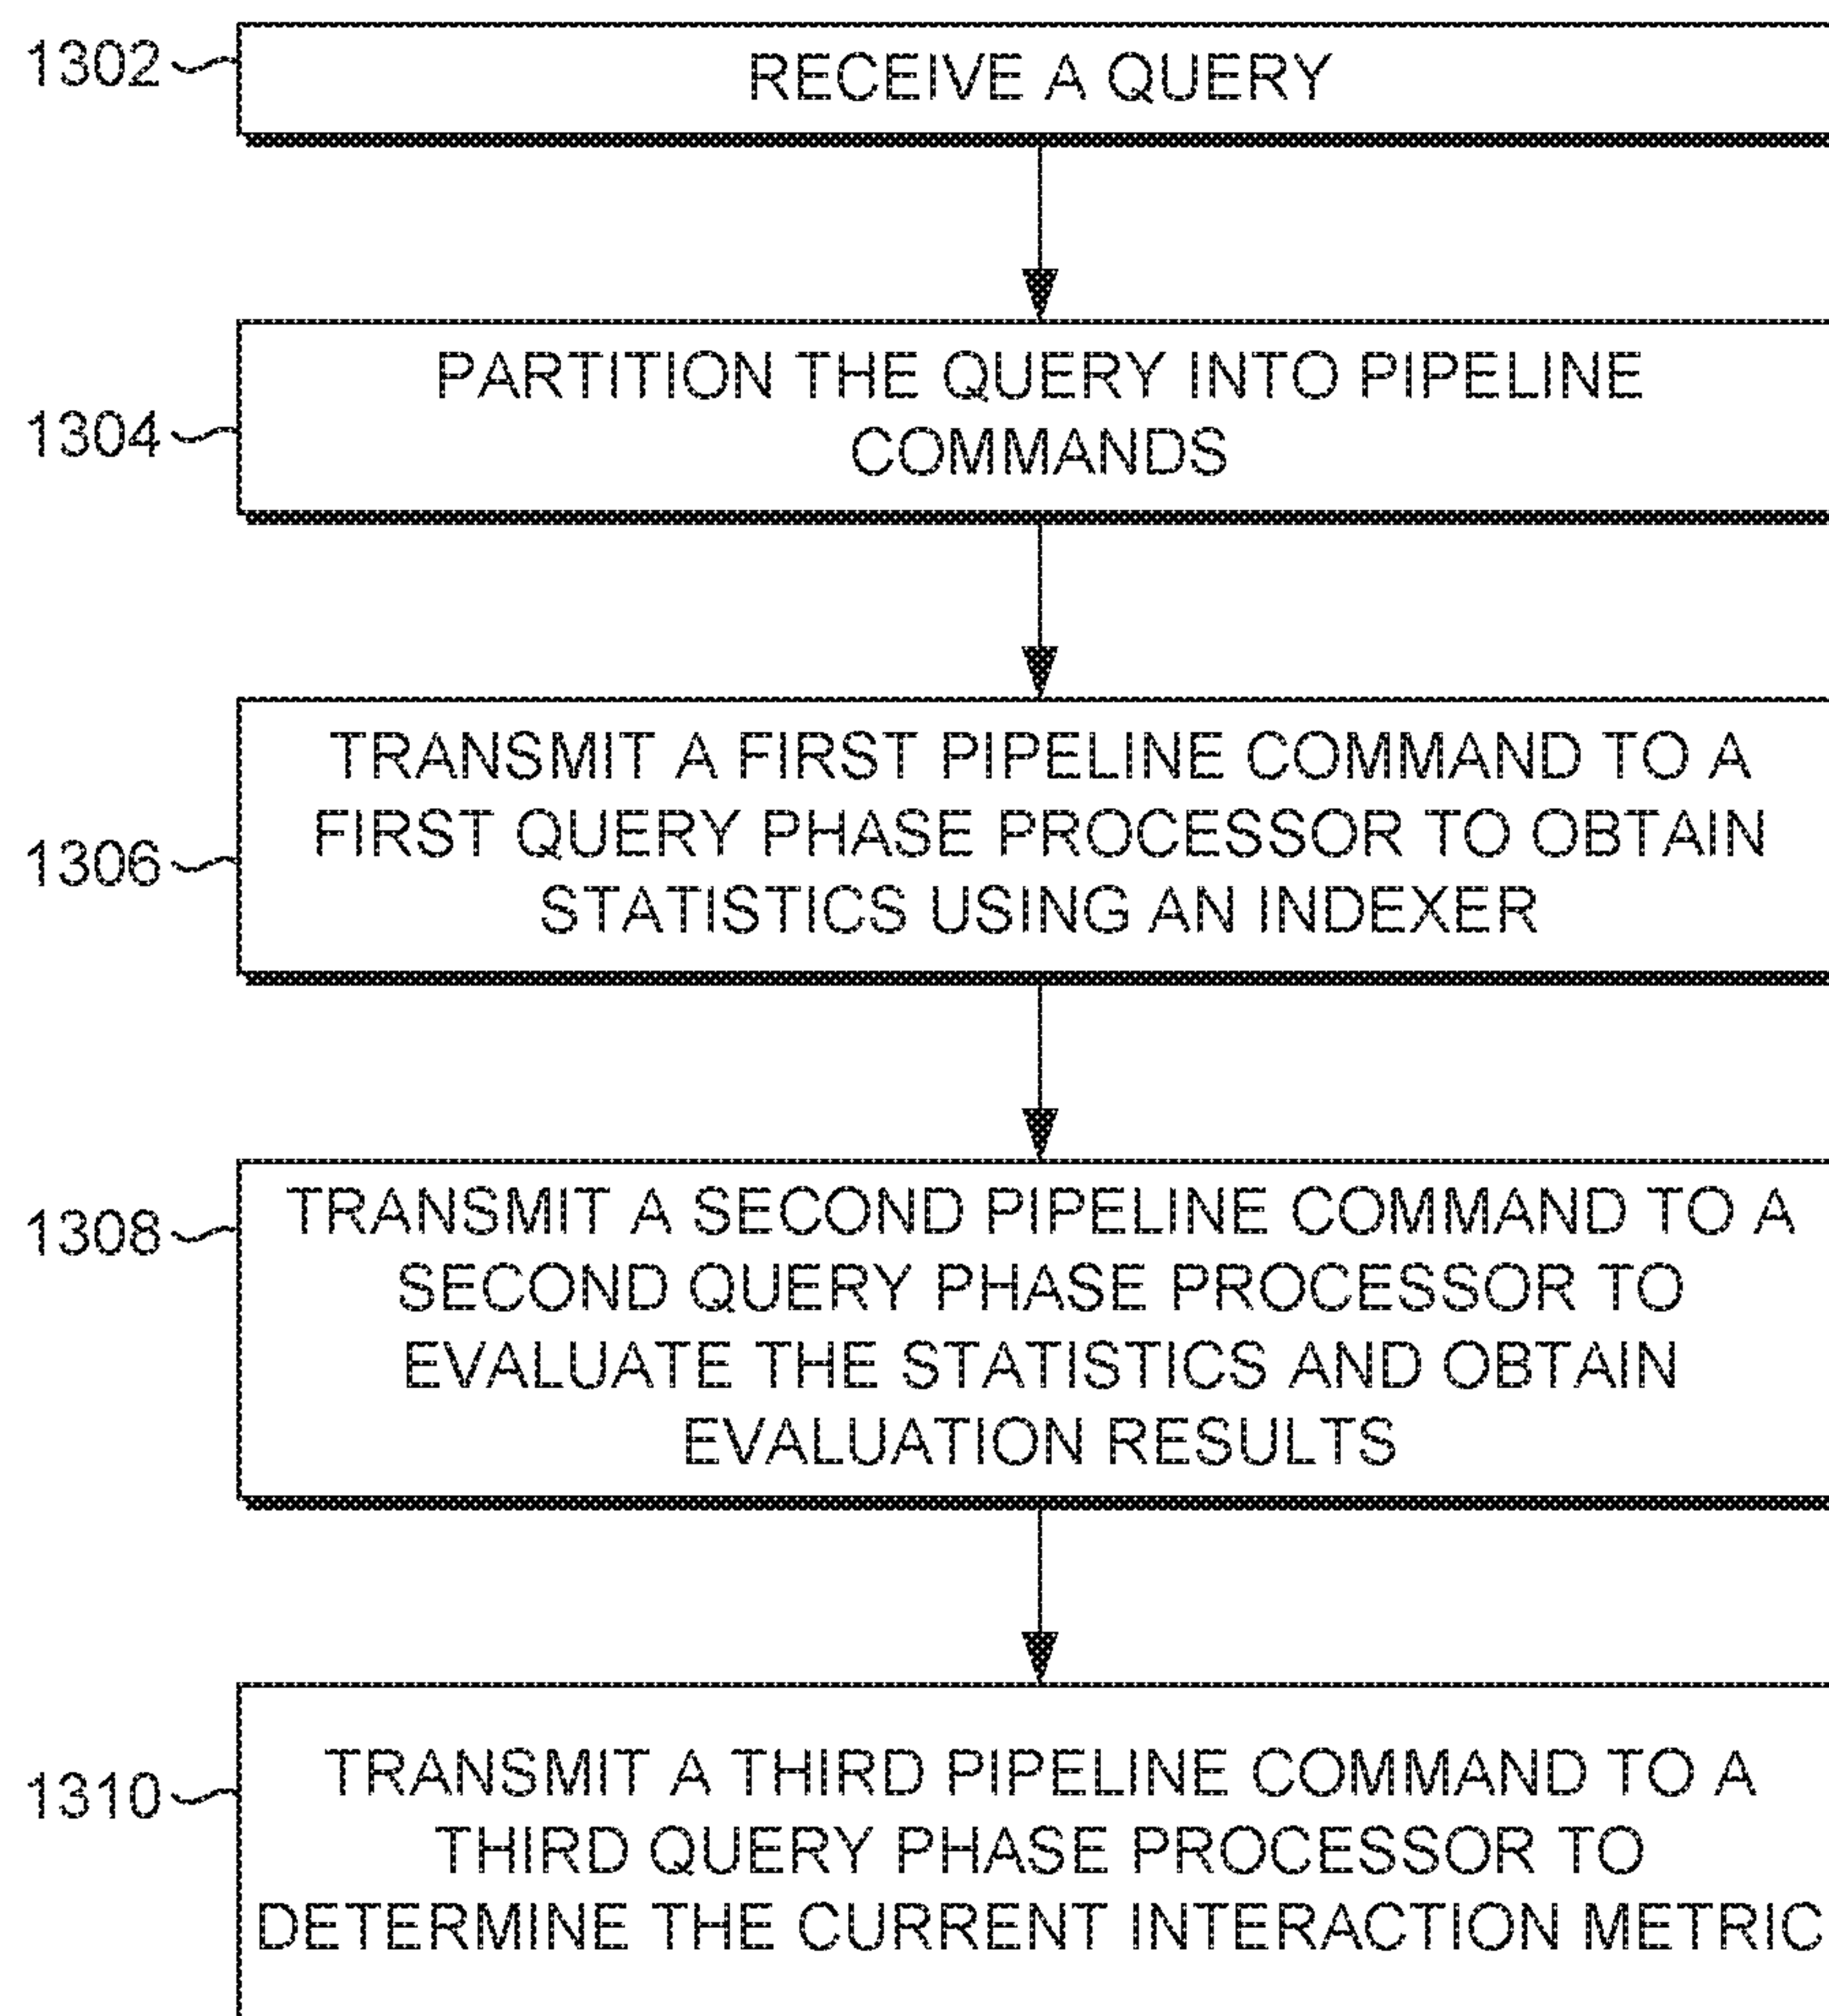 1302
RECEIVE A QUERY
1304
PARTITION THE QUERY INTO PIPELINE
COMMANDS
1306
TRANSMIT A FIRST PIPELINE COMMAND TO A
FIRST QUERY PHASE PROCESSOR TO OBTAIN
STATISTICS USING AN INDEXER
1308
TRANSMIT A SECOND PIPELINE COMMAND TO A
SECOND QUERY PHASE PROCESSOR TO
EVALUATE THE STATISTICS AND OBTAIN
EVALUATION RESULTS
1310
TRANSMIT A THIRD PIPELINE COMMAND TO A
THIRD QUERY PHASE PROCESSOR TO
DETERMINE THE CURRENT INTERACTION METRIC